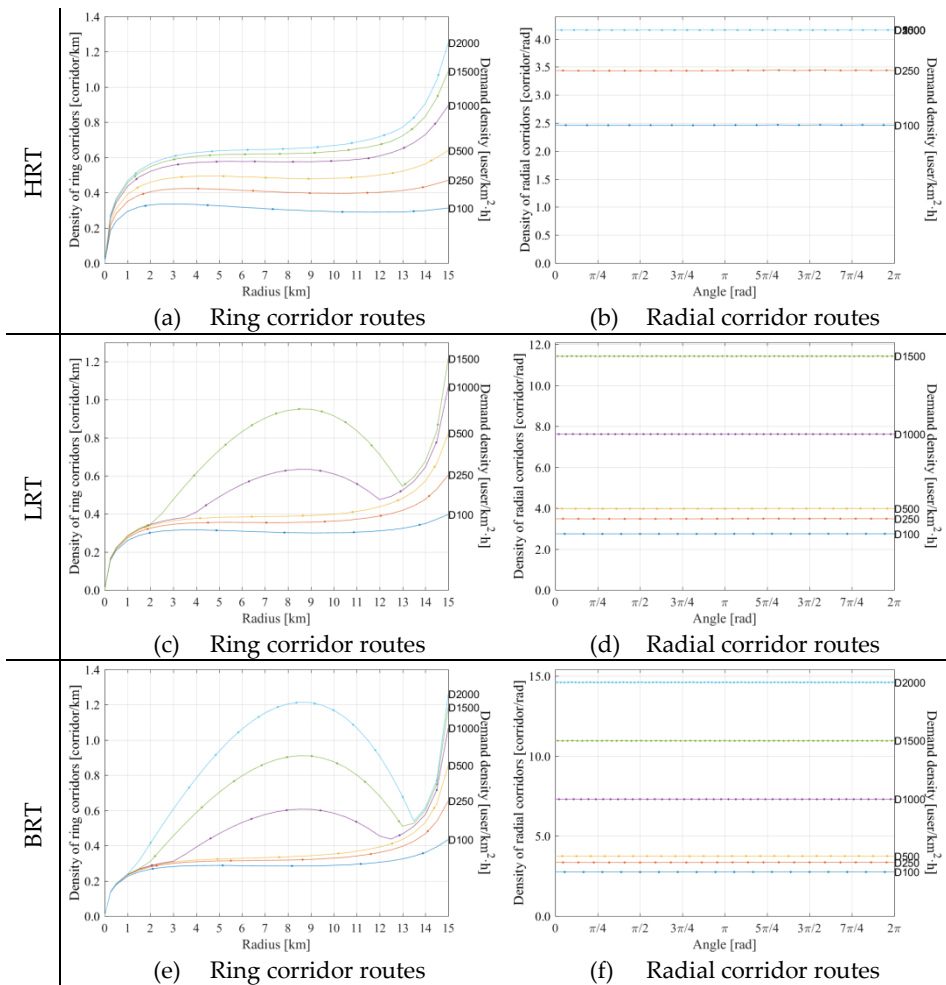 HRT
Density of ring corridors [corridor/km]
1.4
1.2
1.0
0.8
0.6
0.4
0.2
0.0
0 1 2 3 4 5 6 7 8 9 10 11 12 13 14 15
Radius [km]
D2000
D1500
D1000
D500
D250
D100
Demand density [user/km²·h]
(a) Ring corridor routes
Density of radial corridors [corridor/rad]
4.0
3.5
3.0
2.5
2.0
1.5
1.0
0.5
0.0
0 π/4 π/2 3π/4 π 5π/4 3π/2 7π/4 2π
Angle [rad]
D250
D100
Demand density [user/km²·h]
(b) Radial corridor routes
LRT
Density of ring corridors [corridor/km]
1.2
1.0
0.8
0.6
0.4
0.2
0.0
0 1 2 3 4 5 6 7 8 9 10 11 12 13 14 15
Radius [km]
D1500
D1000
D500
D250
D100
Demand density [user/km²·h]
(c) Ring corridor routes
Density of radial corridors [corridor/rad]
12.0
10.0
8.0
6.0
4.0
2.0
0.0
0 π/4 π/2 3π/4 π 5π/4 3π/2 7π/4 2π
Angle [rad]
D1500
D1000
D500
D250
D100
Demand density [user/km²·h]
(d) Radial corridor routes
BRT
Density of ring corridors [corridor/km]
1.4
1.2
1.0
0.8
0.6
0.4
0.2
0.0
0 1 2 3 4 5 6 7 8 9 10 11 12 13 14 15
Radius [km]
D2000
D1500
D1000
D500
D250
D100
Demand density [user/km²·h]
(e) Ring corridor routes
Density of radial corridors [corridor/rad]
15.0
10.0
5.0
0.0
0 π/4 π/2 3π/4 π 5π/4 3π/2 7π/4 2π
Angle [rad]
D2000
D1500
D1000
D500
D250
D100
Demand density [user/km²·h]
(f) Radial corridor routes